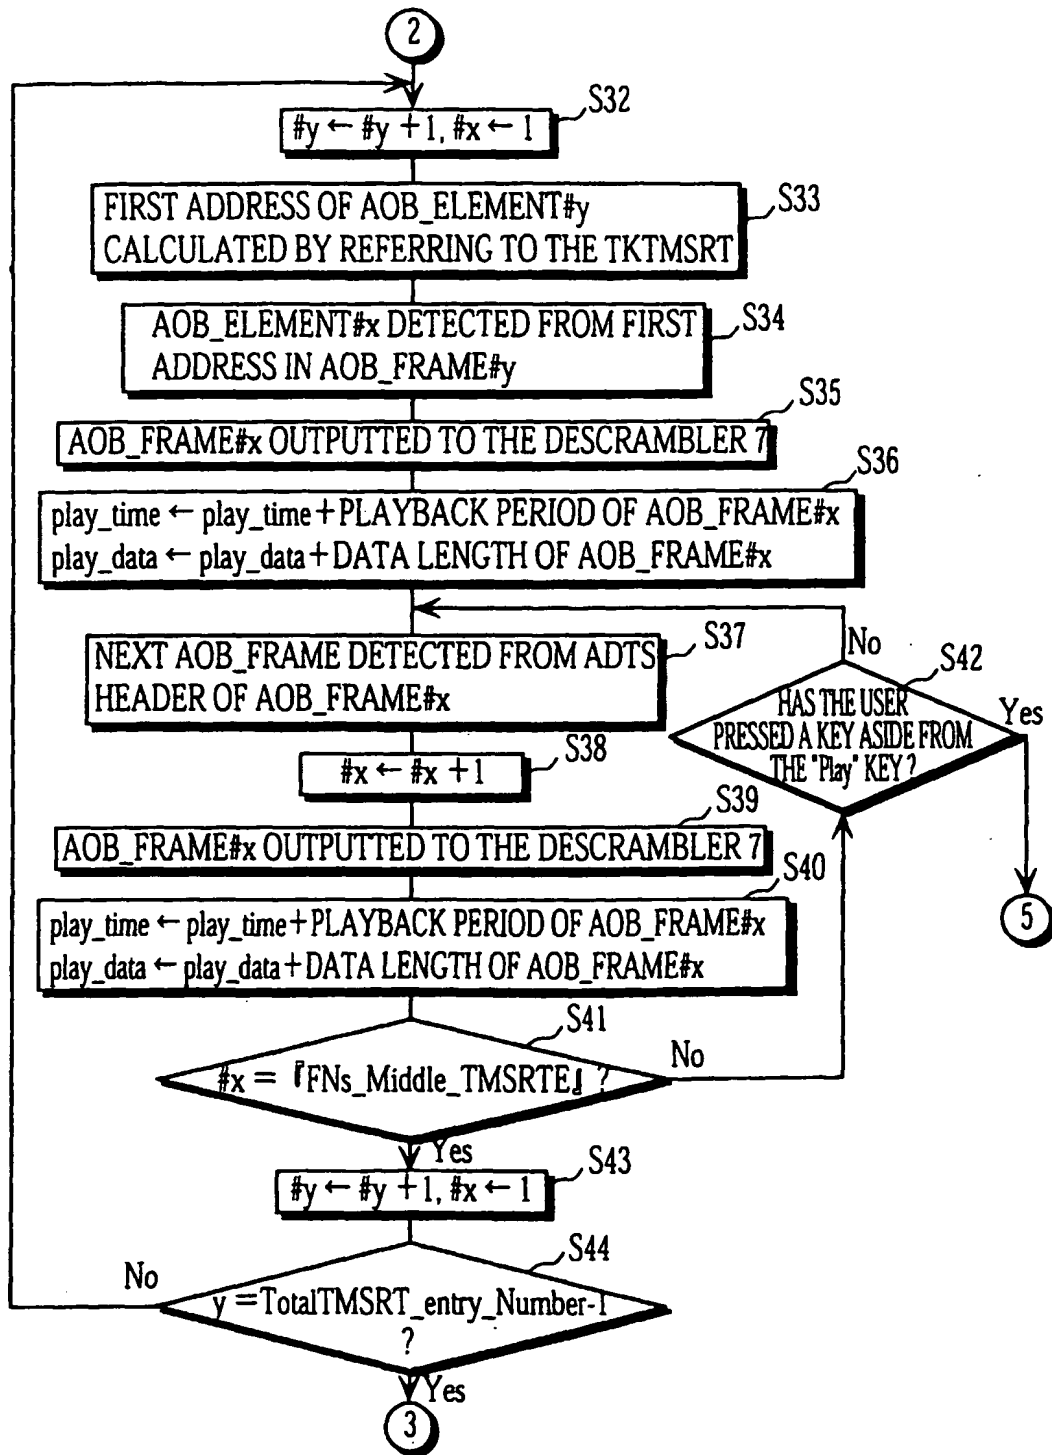 2
S32
#y ← #y + 1, #x ← 1
S33
FIRST ADDRESS OF AOB_ELEMENT#y
CALCULATED BY REFERRING TO THE TKTMSRT
S34
AOB_ELEMENT#x DETECTED FROM FIRST
ADDRESS IN AOB_FRAME#y
S35
AOB_FRAME#x OUTPUTTED TO THE DESCRAMBLER 7
S36
play_time ← play_time+PLAYBACK PERIOD OF AOB_FRAME#x
play_data ← play_data+DATA LENGTH OF AOB_FRAME#x
S37
NEXT AOB_FRAME DETECTED FROM ADTS
HEADER OF AOB_FRAME#x
No
S42
HAS THE USER
PRESSED A KEY ASIDE FROM
THE "Play" KEY ?
Yes
S38
#x ← #x + 1
S39
AOB_FRAME#x OUTPUTTED TO THE DESCRAMBLER 7
S40
play_time ← play_time+PLAYBACK PERIOD OF AOB_FRAME#x
play_data ← play_data+DATA LENGTH OF AOB_FRAME#x
5
S41
#x = 『FNs_Middle_TMSRTE』 ?
No
Yes
S43
#y ← #y + 1, #x ← 1
S44
No
y =TotalTMSRT_entry_Number-1
?
Yes
3